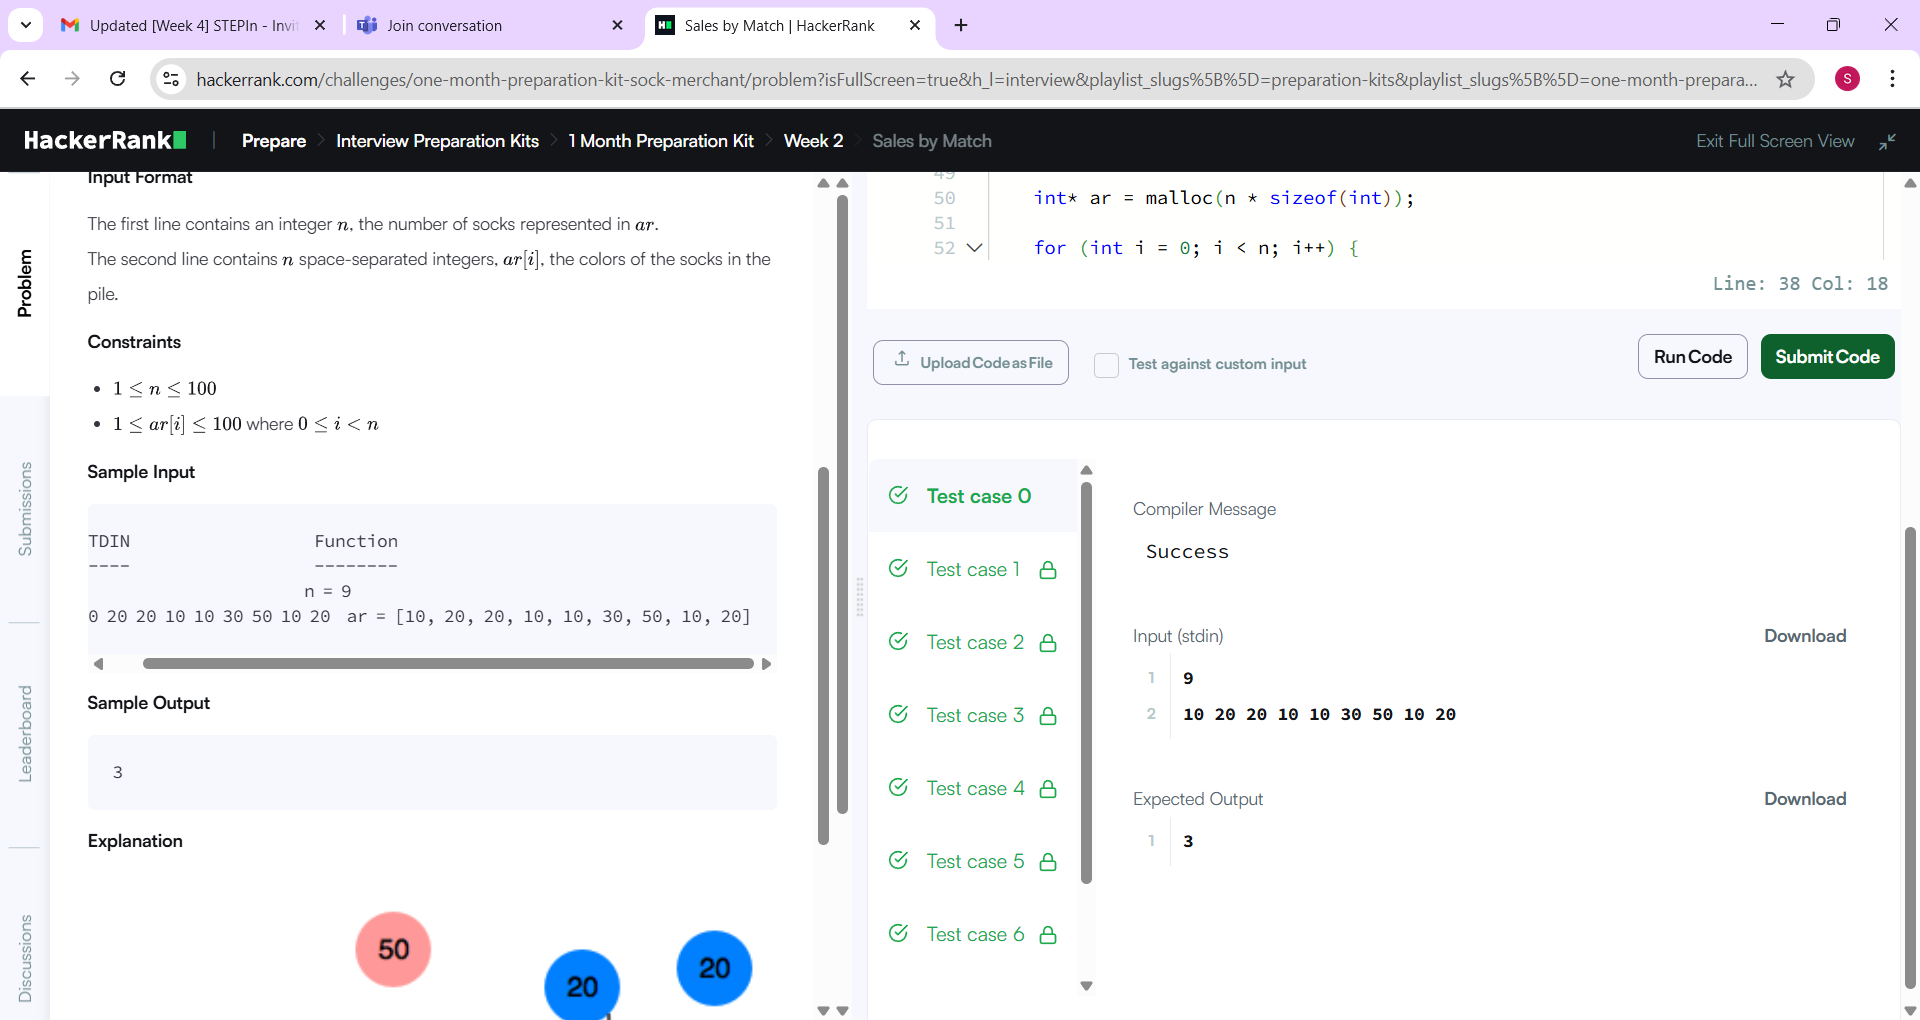 Updated [Week 4] STEPIn - Invit
Join conversation
Sales by Match | HackerRank
hackerrank.com/challenges/one-month-preparation-kit-sock-merchant/problem?isFullScreen=true&h_l=interview&playlist_slugs%5B%5D=preparation-kits&playlist_slugs%5B%5D=one-month-prepara...
S
HackerRank
Prepare
Interview Preparation Kits
1 Month Preparation Kit
Week 2
Sales by Match
Exit Full Screen View
Problem
Submissions
Leaderboard
Discussions
Input Format
The first line contains an integer n, the number of socks represented in ar.
The second line contains n space-separated integers, ar[i], the colors of the socks in the
pile.
Constraints
• 1 ≤ n ≤ 100
• 1 ≤ ar[i] ≤ 100 where 0 ≤ i < n
Sample Input
TDIN Function
---- --------
n = 9
0 20 20 10 10 30 50 10 20 ar = [10, 20, 20, 10, 10, 30, 50, 10, 20]
Sample Output
3
Explanation
50
20
20
49
50 int* ar = malloc(n * sizeof(int));
51
52 for (int i = 0; i < n; i++) {
Line: 38 Col: 18
Upload Code as File
Test against custom input
Run Code
Submit Code
Test case 0
Test case 1
Test case 2
Test case 3
Test case 4
Test case 5
Test case 6
Compiler Message
Success
Input (stdin)
Download
1 9
2 10 20 20 10 10 30 50 10 20
Expected Output
Download
1 3